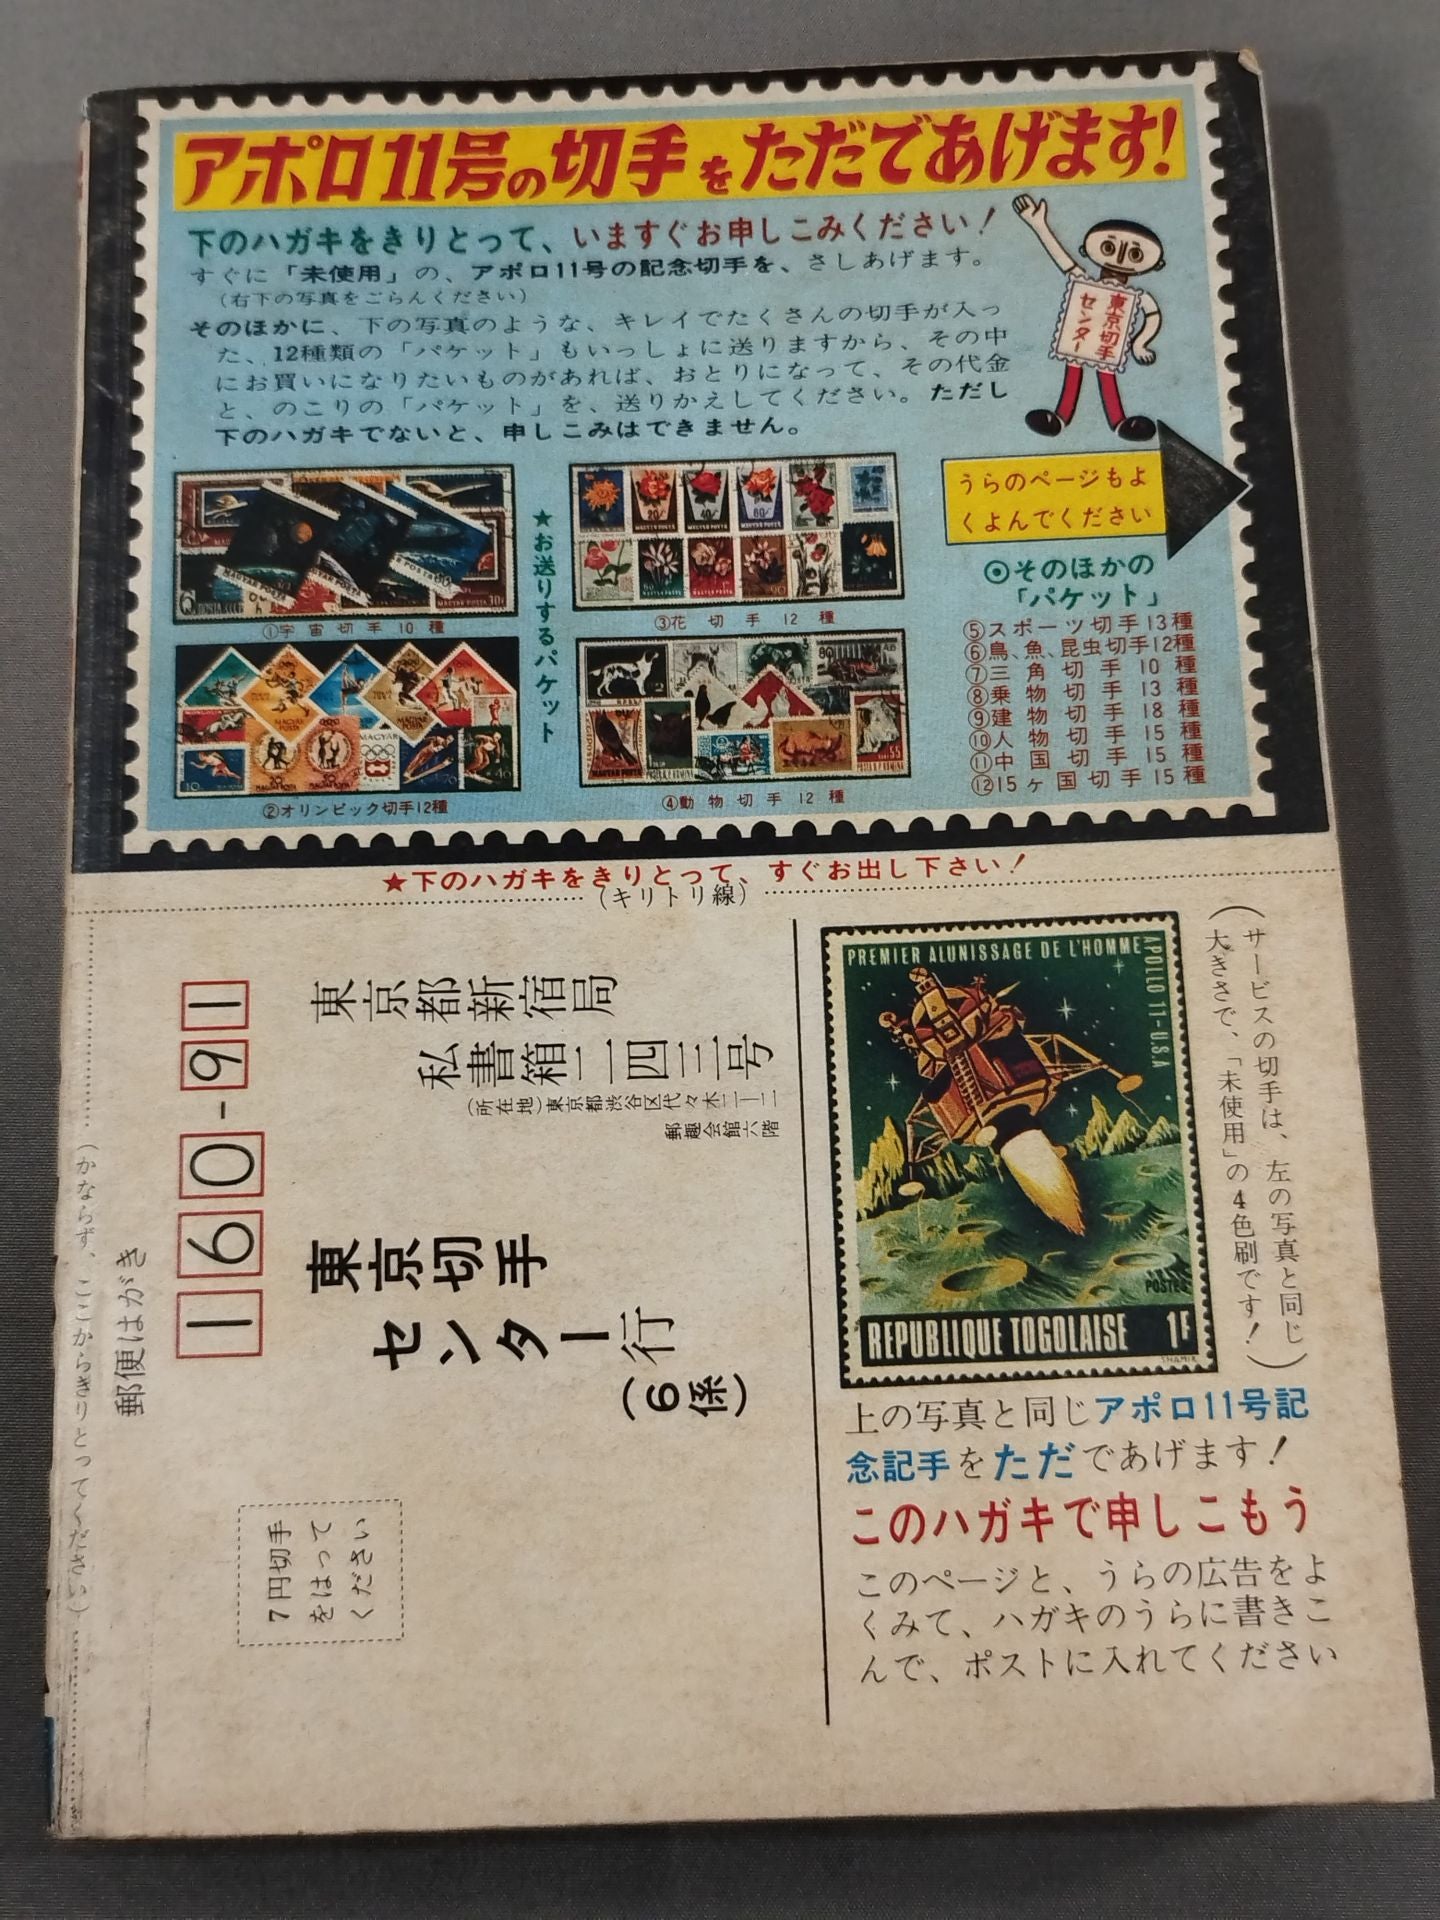 アポロ11号の切手をただであげます!
下のハガキをきりとって、いますぐお申しこみください!
すぐに「未使用」の、アポロ11号の記念切手を、さしあげます。
(右下の写真をごらんください)
そのほかに、下の写真のような、キレイでたくさんの切手が入っ
た、12種類の「パケット」もいっしょに送りますから、その中
にお買いになりたいものがあれば、おとりになって、その代金
と、のこりの「パケット」を、送りかえしてください。ただし
下のハガキでないと、申しこみはできません。
東京切手
センター
うらのページもよ
くよんでください
★お送りするパケット
①宇宙切手10種
②オリンピック切手12種
③花切手12種
④動物切手12種
◉そのほかの
「パケット」
⑤スポーツ切手13種
⑥鳥、魚、昆虫切手12種
⑦三角切手10種
⑧乗物切手13種
⑨建物切手18種
⑩人物切手15種
⑪中国切手15種
⑫15ヶ国切手15種
★下のハガキをきりとって、すぐお出し下さい!
(キリトリ線)
(かならず、ここからきりとってください)
郵便はがき
160-91
東京都新宿局
私書箱一一四三号
(所在地)東京都渋谷区代々木二ー二
郵趣会館六階
東京切手
センター行
(6係)
7円切手
をはって
ください
PREMIER ALUNISSAGE DE L'HOMME
APOLLO 11-U.S.A
POSTES
REPUBLIQUE TOGOLAISE 1F
(サービスの切手は、左の写真と同じ
大きさで、「未使用」の4色刷です!)
上の写真と同じアポロ11号記
念記手をただであげます!
このハガキで申しこもう
このページと、うらの広告をよ
くみて、ハガキのうらに書きこ
んで、ポストに入れてください